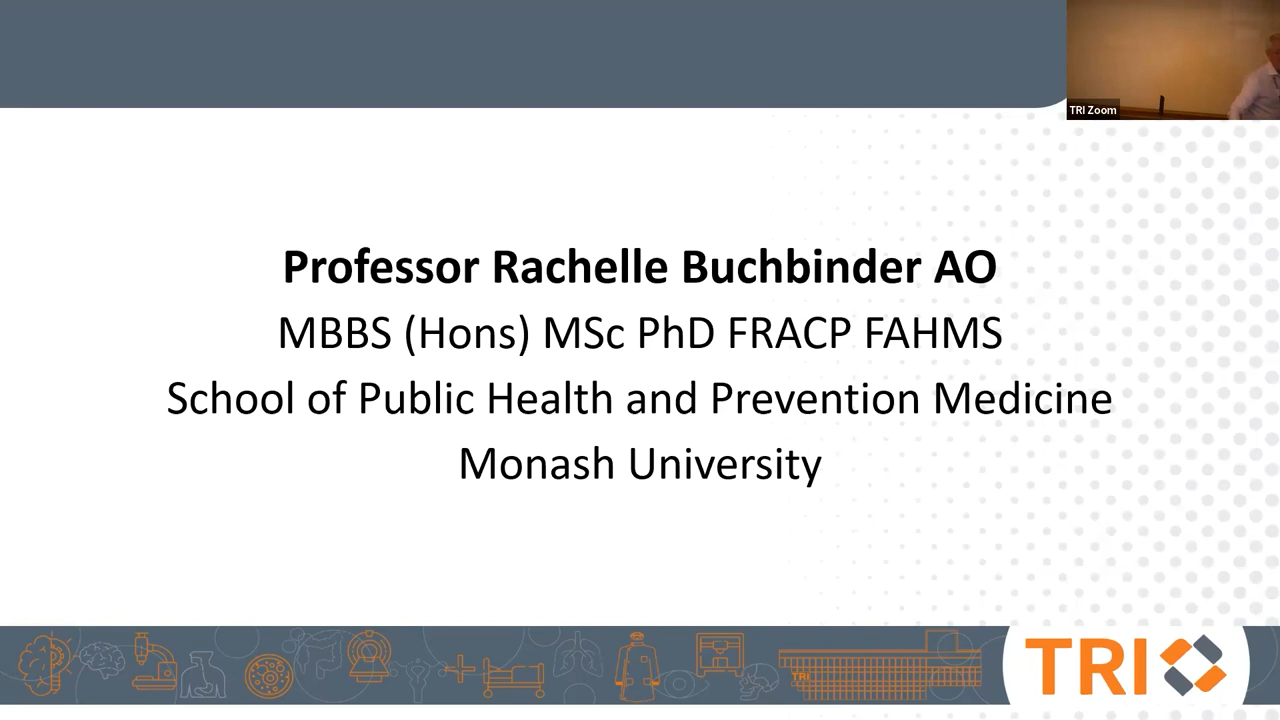 TRI Zoom
Professor Rachelle Buchbinder AO
MBBS (Hons) MSc PhD FRACP FAHMS
School of Public Health and Prevention Medicine
Monash University
TRI
TRI